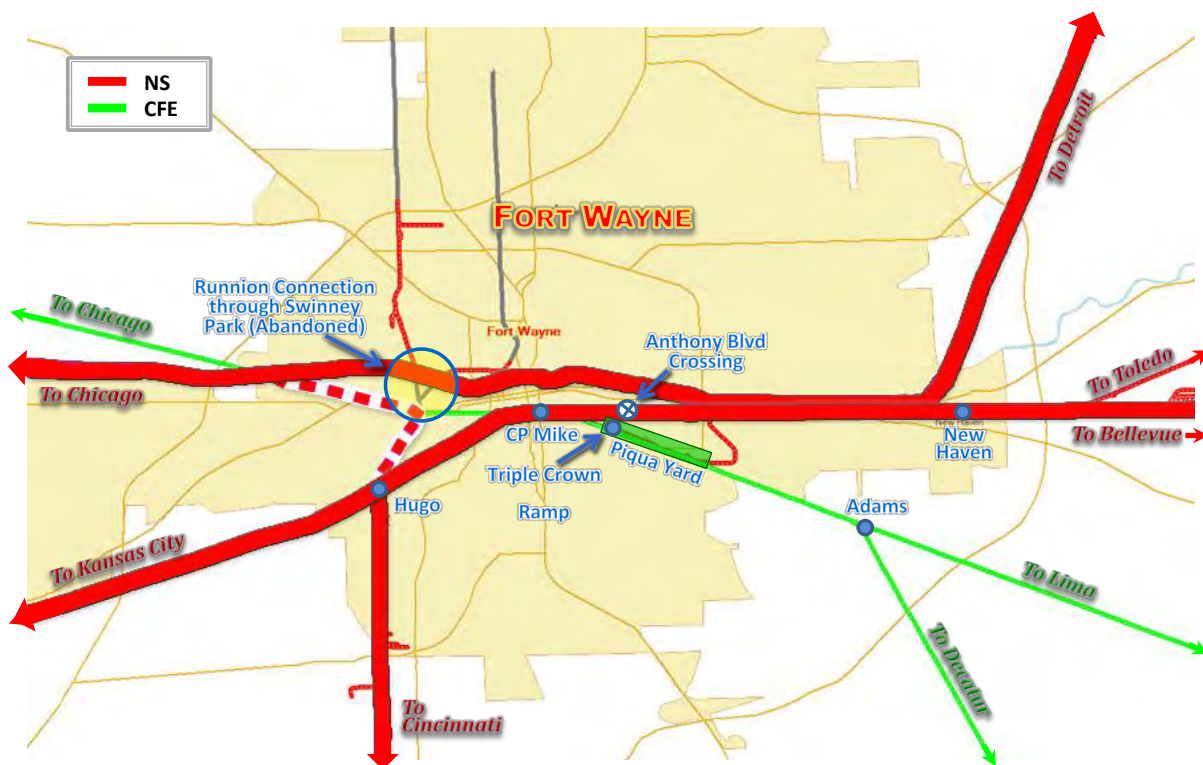 NS
CFE
FORT WAYNE
To Detroit
Runnion Connection
through Swinney
Park (Abandoned)
To Chicago
Fort Wayne
Anthony Blvd
Crossing
To Chicago
To Toledo
CP Mike
New Haven
New
Haven
To Bellevue
Triple Crown
Ramp
Piqua Yard
Hugo
Adams
To Kansas City
To Lima
To Decatur
To
Cincinnati